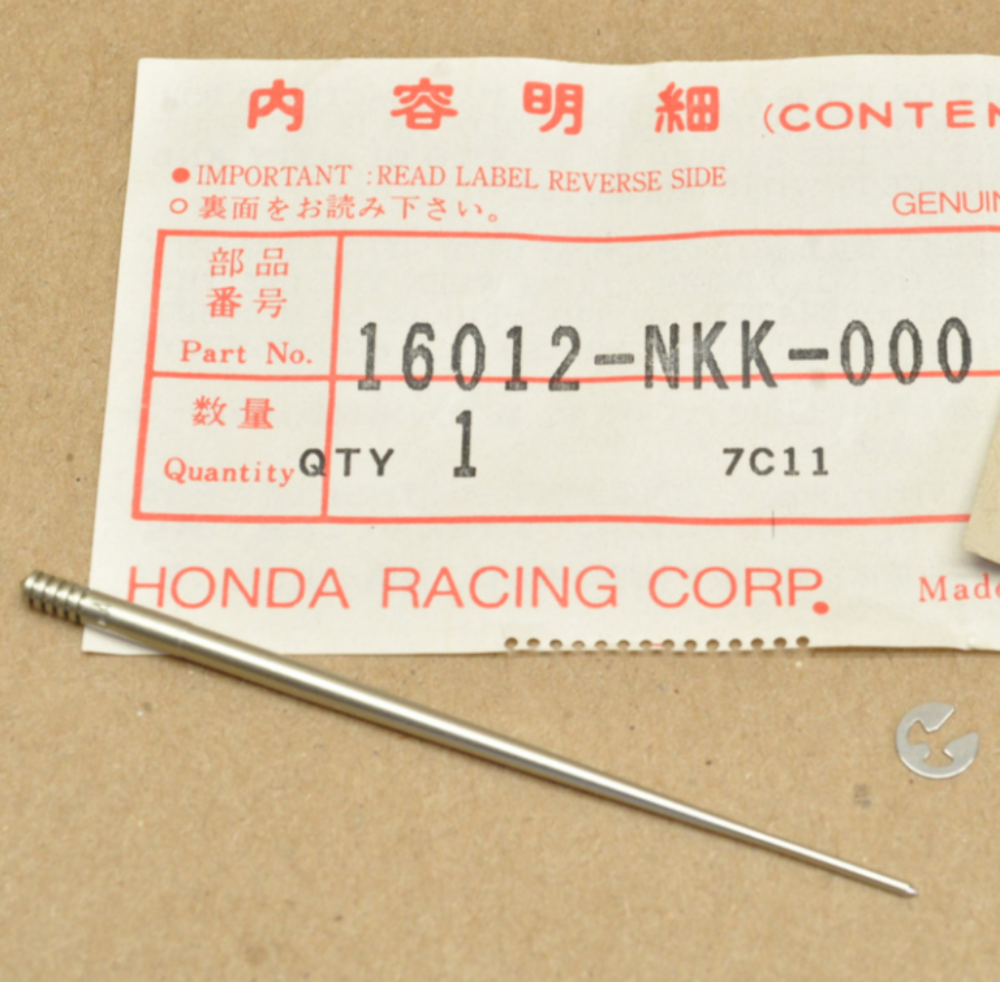 内容明細 (CONTEN
●IMPORTANT :READ LABEL REVERSE SIDE
○裏面をお読み下さい。
GENUIN
部品
番号
Part No. 16012-NKK-000
数量
Quantity QTY 1 7C11
HONDA RACING CORP.
Made